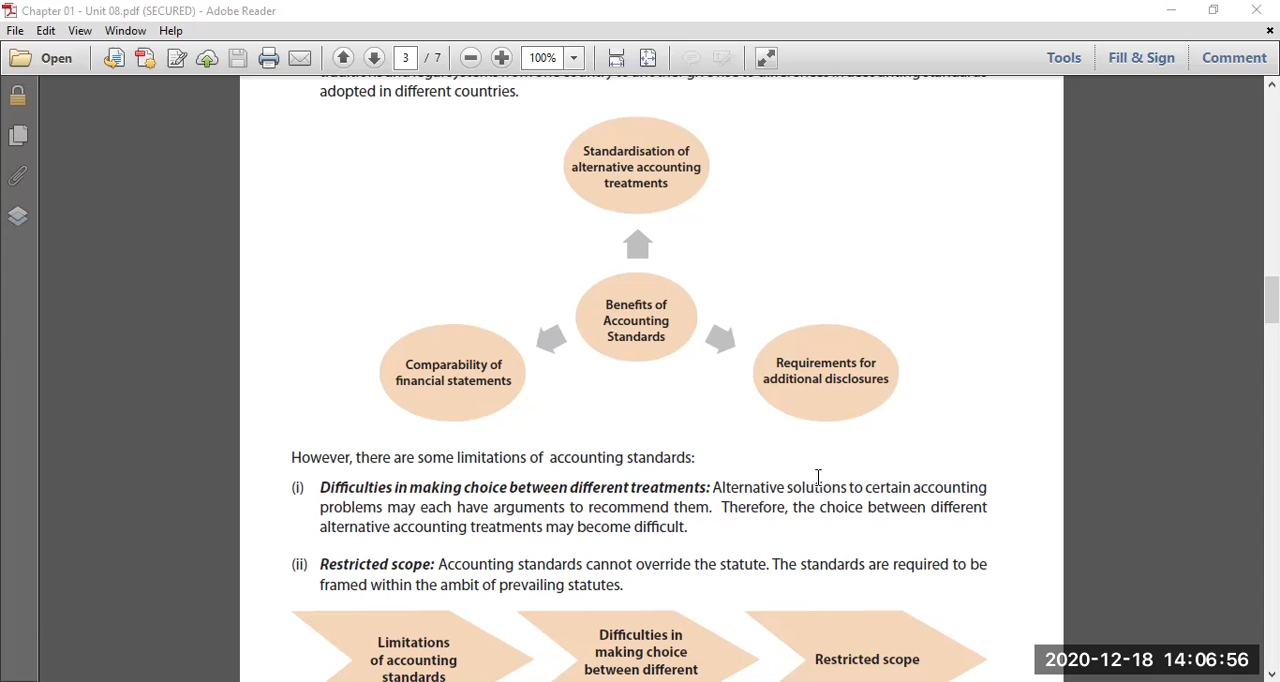 Chapter 01 - Unit 08.pdf (SECURED) - Adobe Reader
File Edit View Window Help
Open 3 / 7 100% Tools Fill & Sign Comment
adopted in different countries.
Standardisation of
alternative accounting
treatments
Benefits of
Accounting
Standards
Comparability of
financial statements
Requirements for
additional disclosures
However, there are some limitations of accounting standards:
(i) Difficulties in making choice between different treatments: Alternative solutions to certain accounting
problems may each have arguments to recommend them. Therefore, the choice between different
alternative accounting treatments may become difficult.
(ii) Restricted scope: Accounting standards cannot override the statute. The standards are required to be
framed within the ambit of prevailing statutes.
Limitations
of accounting
standards
Difficulties in
making choice
between different
Restricted scope
2020-12-18 14:06:56